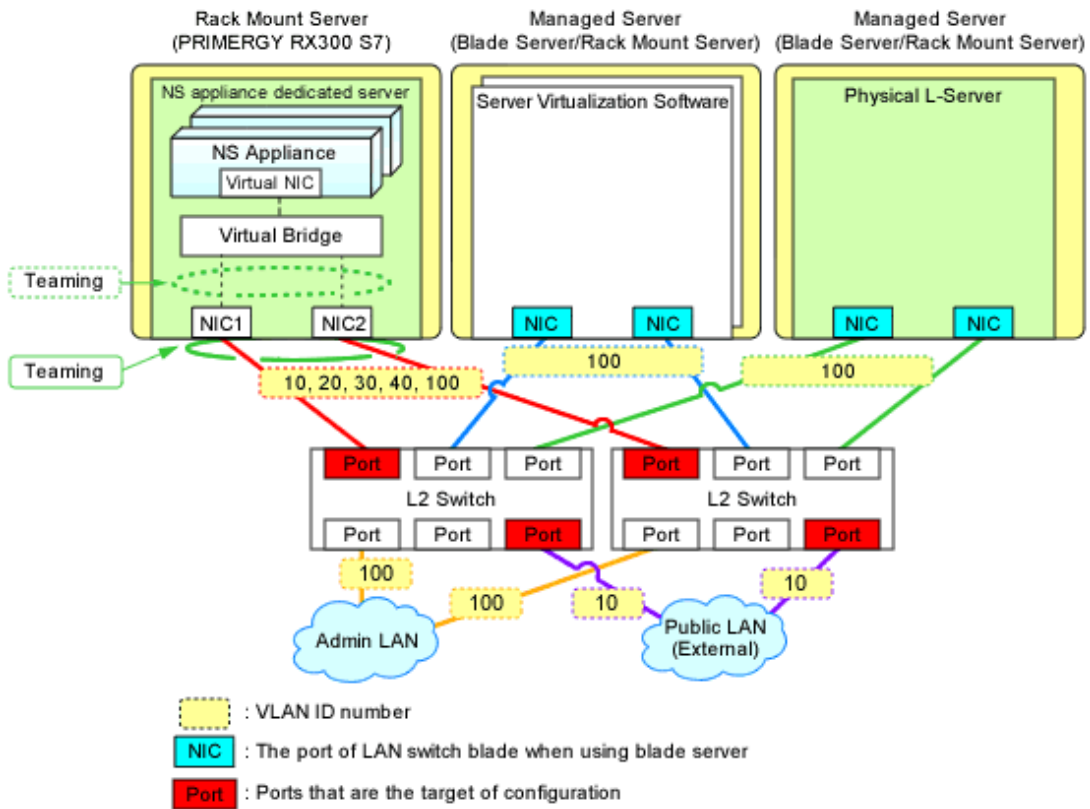 Rack Mount Server
(PRIMERGY RX300 S7)
Managed Server
(Blade Server/Rack Mount Server)
Managed Server
(Blade Server/Rack Mount Server)
NS appliance dedicated server
NS Appliance
Virtual NIC
Virtual Bridge
Server Virtualization Software
Physical L-Server
Teaming
NIC1
NIC2
NIC
NIC
NIC
NIC
Teaming
10, 20, 30, 40, 100
100
100
Port
Port
Port
Port
Port
Port
L2 Switch
L2 Switch
Port
Port
Port
Port
Port
Port
100
100
10
10
Admin LAN
Public LAN
(External)
: VLAN ID number
NIC : The port of LAN switch blade when using blade server
Port : Ports that are the target of configuration